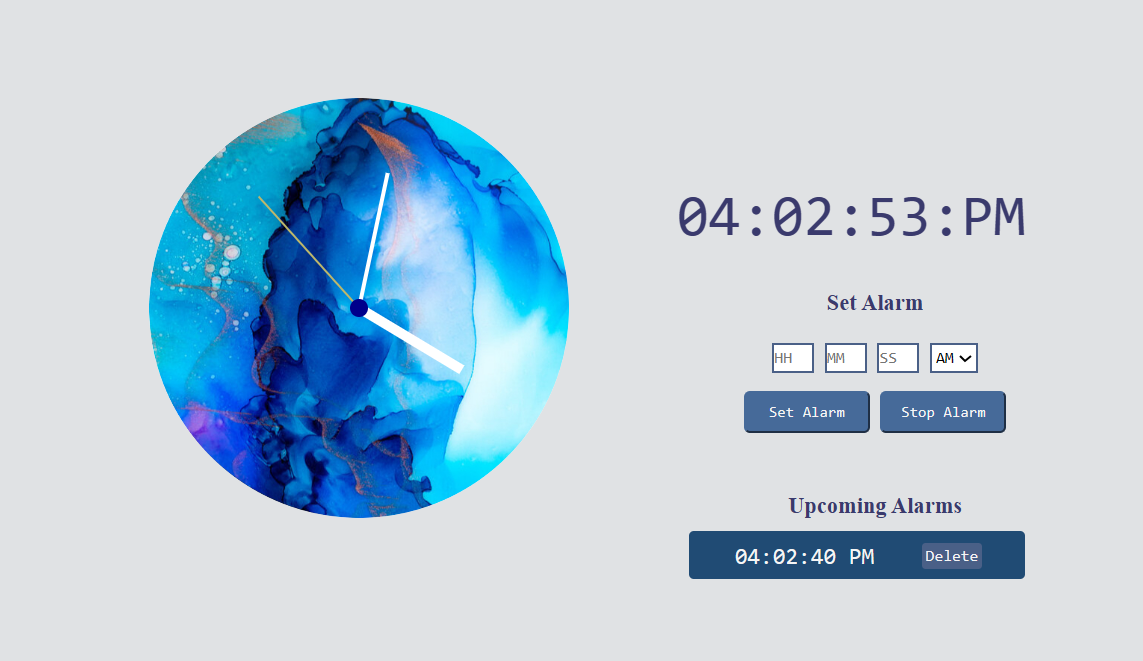 04:02:53:PM
Set Alarm
HH MM SS AM
Set Alarm Stop Alarm
Upcoming Alarms
04:02:40 PM Delete